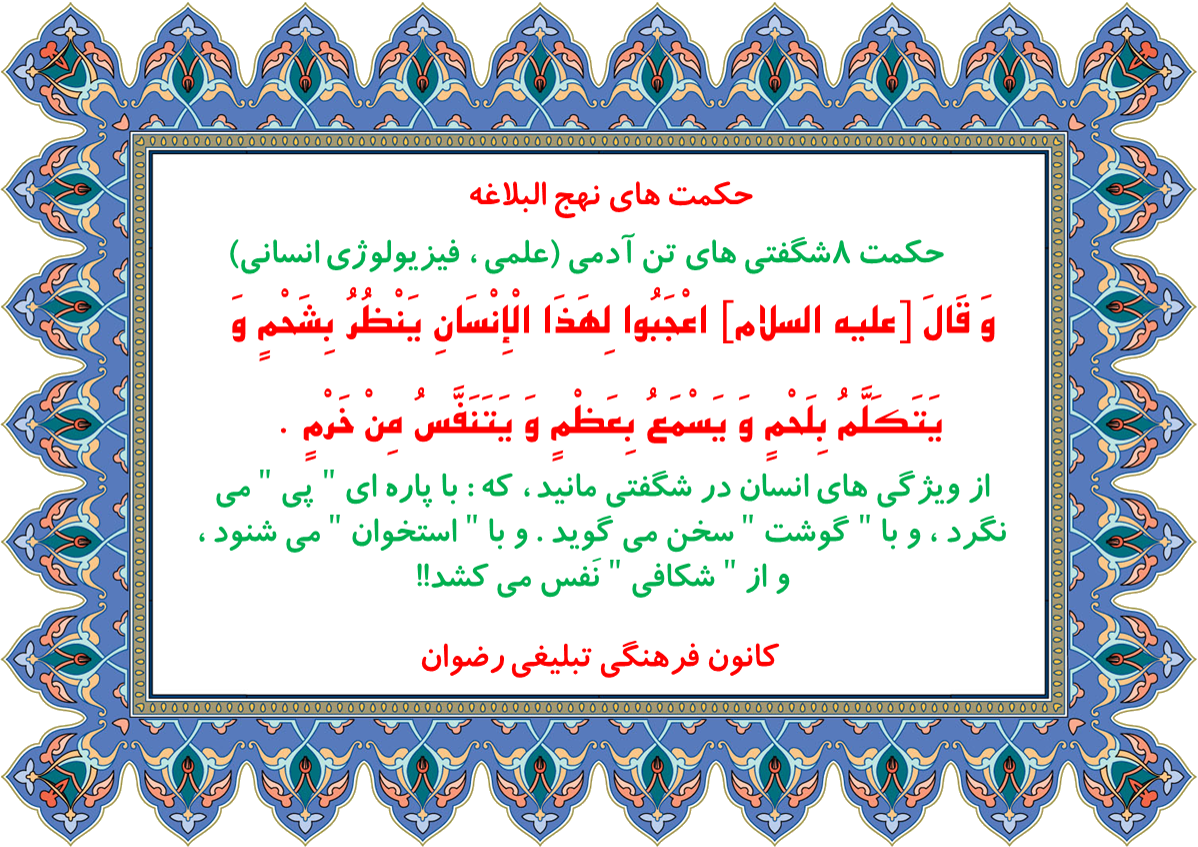 حکمت های نهج البلاغه
حکمت ۸شگفتی های تن آدمی (علمی ، فیزیولوژی انسانی)
وَ قَالَ [علیه السلام] اعْجَبُوا لِهَذَا الْإِنْسَانِ يَنْظُرُ بِشَحْمٍ وَ
يَتَكَلَّمُ بِلَحْمٍ وَ يَسْمَعُ بِعَظْمٍ وَ يَتَنَفَّسُ مِنْ خَرْمٍ .
از ویژگی های انسان در شگفتی مانید ، که : با پاره ای " پی " می
نگرد ، و با " گوشت " سخن می گوید . و با " استخوان " می شنود ،
و از " شکافی " نَفس می کشد!!
کانون فرهنگی تبلیغی رضوان